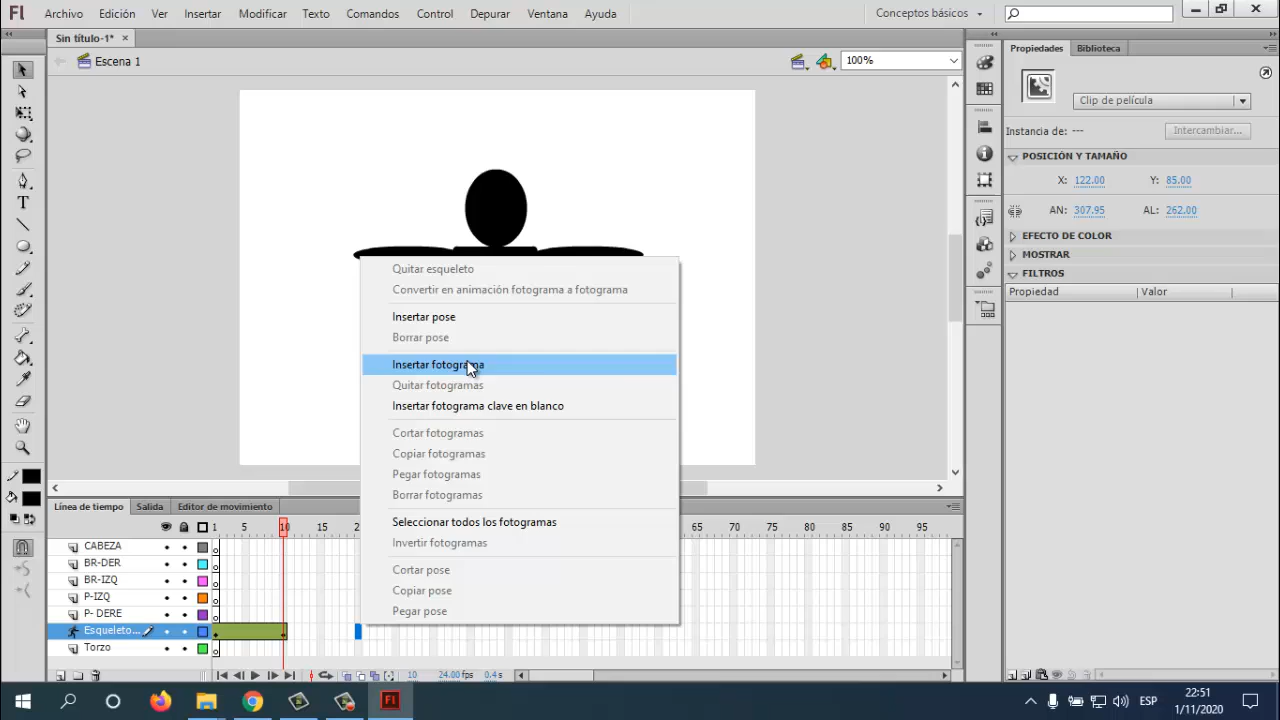 Fl Archivo Edición Ver Insertar Modificar Texto Comandos Control Depurar Ventana Ayuda Conceptos básicos
Sin título-1* ×
Escena 1 100%
Propiedades Biblioteca
Clip de película
Instancia de: --- Intercambiar...
POSICIÓN Y TAMAÑO
X: 122.00 Y: 85.00
AN: 307.95 AL: 262.00
EFECTO DE COLOR
MOSTRAR
FILTROS
Propiedad Valor
Quitar esqueleto
Convertir en animación fotograma a fotograma
Insertar pose
Borrar pose
Insertar fotograma
Quitar fotogramas
Insertar fotograma clave en blanco
Cortar fotogramas
Copiar fotogramas
Pegar fotogramas
Borrar fotogramas
Seleccionar todos los fotogramas
Invertir fotogramas
Cortar pose
Copiar pose
Pegar pose
Línea de tiempo Salida Editor de movimiento
1 5 10 15 65 70 75 80 85 90 95
CABEZA
BR-DER
BR-IZQ
P-IZQ
P- DERE
Esqueleto...
Torzo
10 24.00 fps 0.4 s
Fl ESP 22:51
1/11/2020